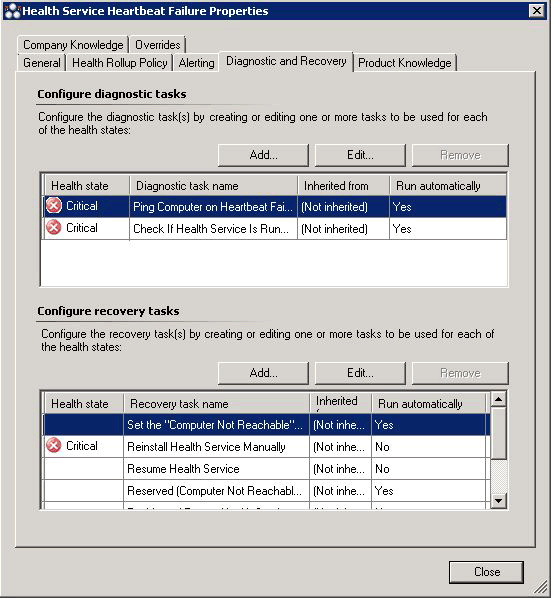 Health Service Heartbeat Failure Properties
Company Knowledge Overrides
General Health Rollup Policy Alerting Diagnostic and Recovery Product Knowledge
Configure diagnostic tasks
Configure the diagnostic task(s) by creating or editing one or more tasks to be used for each
of the health states:
Add... Edit... Remove
Health state Diagnostic task name Inherited from Run automatically
Critical Ping Computer on Heartbeat Fai... (Not inherited) Yes
Critical Check If Health Service Is Run... (Not inherited) Yes
Configure recovery tasks
Configure the recovery task(s) by creating or editing one or more tasks to be used for each of
the health states:
Add... Edit... Remove
Health state Recovery task name Inherited Run automatically
Set the "Computer Not Reachable"... (Not inhe... Yes
Critical Reinstall Health Service Manually (Not inhe... No
Resume Health Service (Not inhe... No
Reserved (Computer Not Reachabl... (Not inhe... Yes
Close